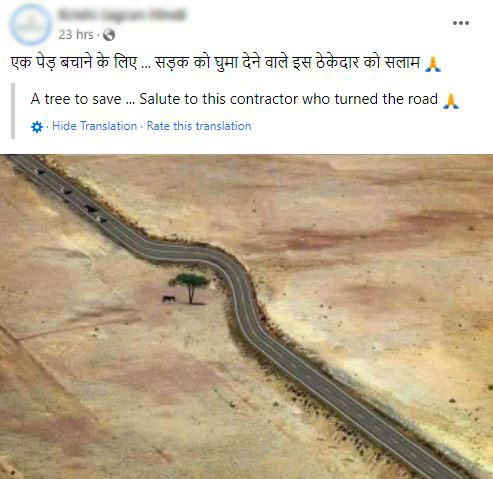 23 hrs ·
एक पेड़ बचाने के लिए ... सड़क को घुमा देने वाले इस ठेकेदार को सलाम 🙏
A tree to save ... Salute to this contractor who turned the road 🙏
· Hide Translation · Rate this translation